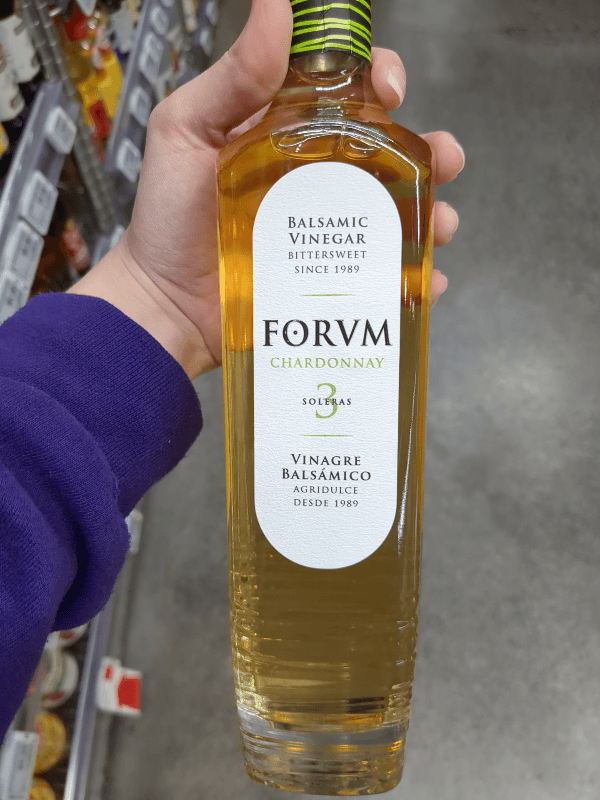 BALSAMIC
VINEGAR
BITTERSWEET
SINCE 1989
FORVM
CHARDONNAY
3
SOLERAS
VINAGRE
BALSÁMICO
AGRIDULCE
DESDE 1989